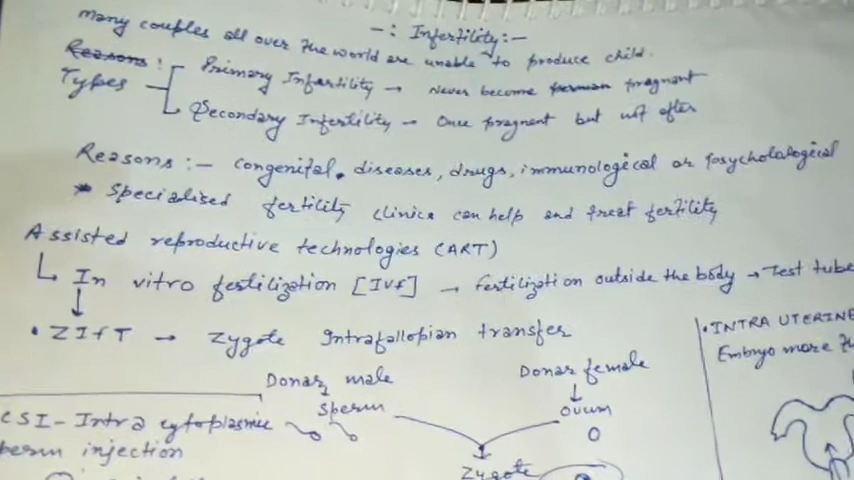 -: Infertility:-
Many couples all over the world are unable to produce child.
Reasons:
Types
Primary Infertility → Never become pregnant
Secondary Infertility → Once pregnant but not after
Reasons :- Congenital, diseases, drugs, immunological or psychological
* Specialised fertility clinics can help and treat fertility
Assisted reproductive technologies (ART)
In vitro fertilization [IVF] → Fertilization outside the body → Test tube
• ZIFT → Zygote Intrafallopian transfer
• INTRA UTERINE
Embryo more
Donar male
Donar female
Sperm
Ovum
CSI - Intra cytoplasmic
perm injection
Zygote